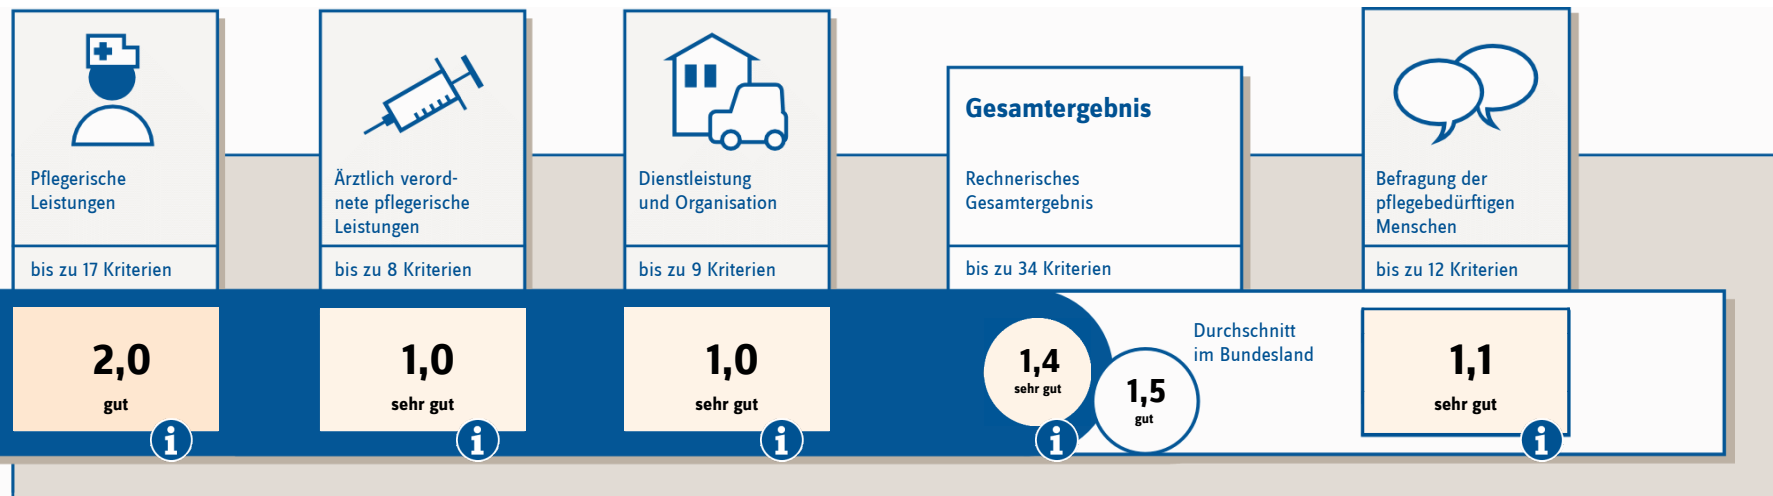 Pflegerische
Leistungen
bis zu 17 Kriterien
2,0
gut
i
Ärztlich verord-
nete pflegerische
Leistungen
bis zu 8 Kriterien
1,0
sehr gut
i
Dienstleistung
und Organisation
bis zu 9 Kriterien
1,0
sehr gut
i
Gesamtergebnis
Rechnerisches
Gesamtergebnis
bis zu 34 Kriterien
1,4
sehr gut
i
1,5
gut
Durchschnitt
im Bundesland
Befragung der
pflegebedürftigen
Menschen
bis zu 12 Kriterien
1,1
sehr gut
i